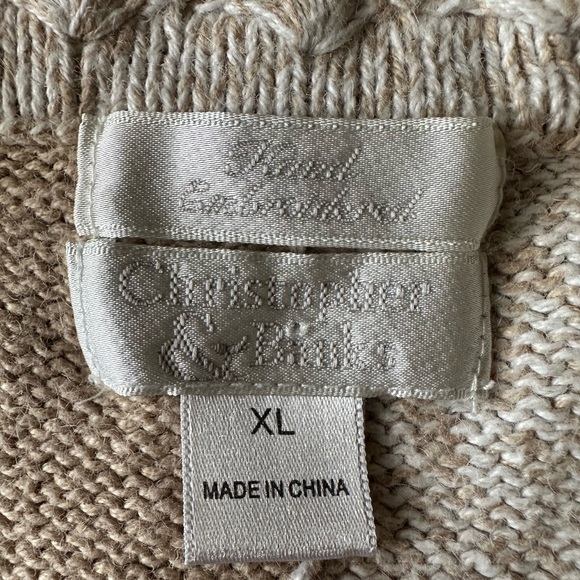 Hand
Embroidered
Christopher
& Banks
XL
MADE IN CHINA